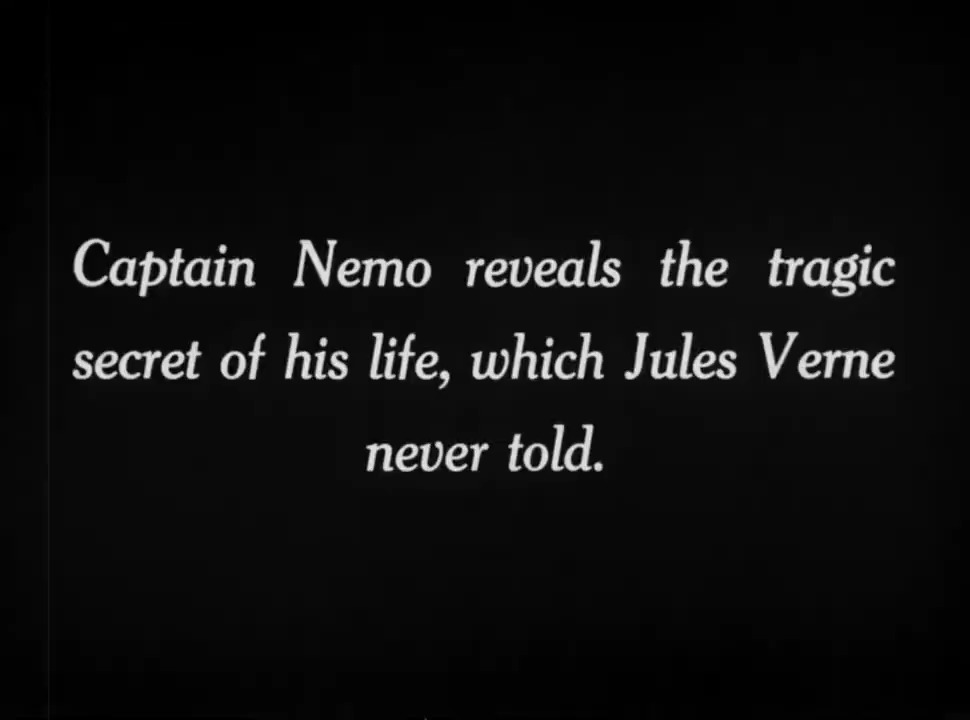 Captain Nemo reveals the tragic
secret of his life, which Jules Verne
never told.